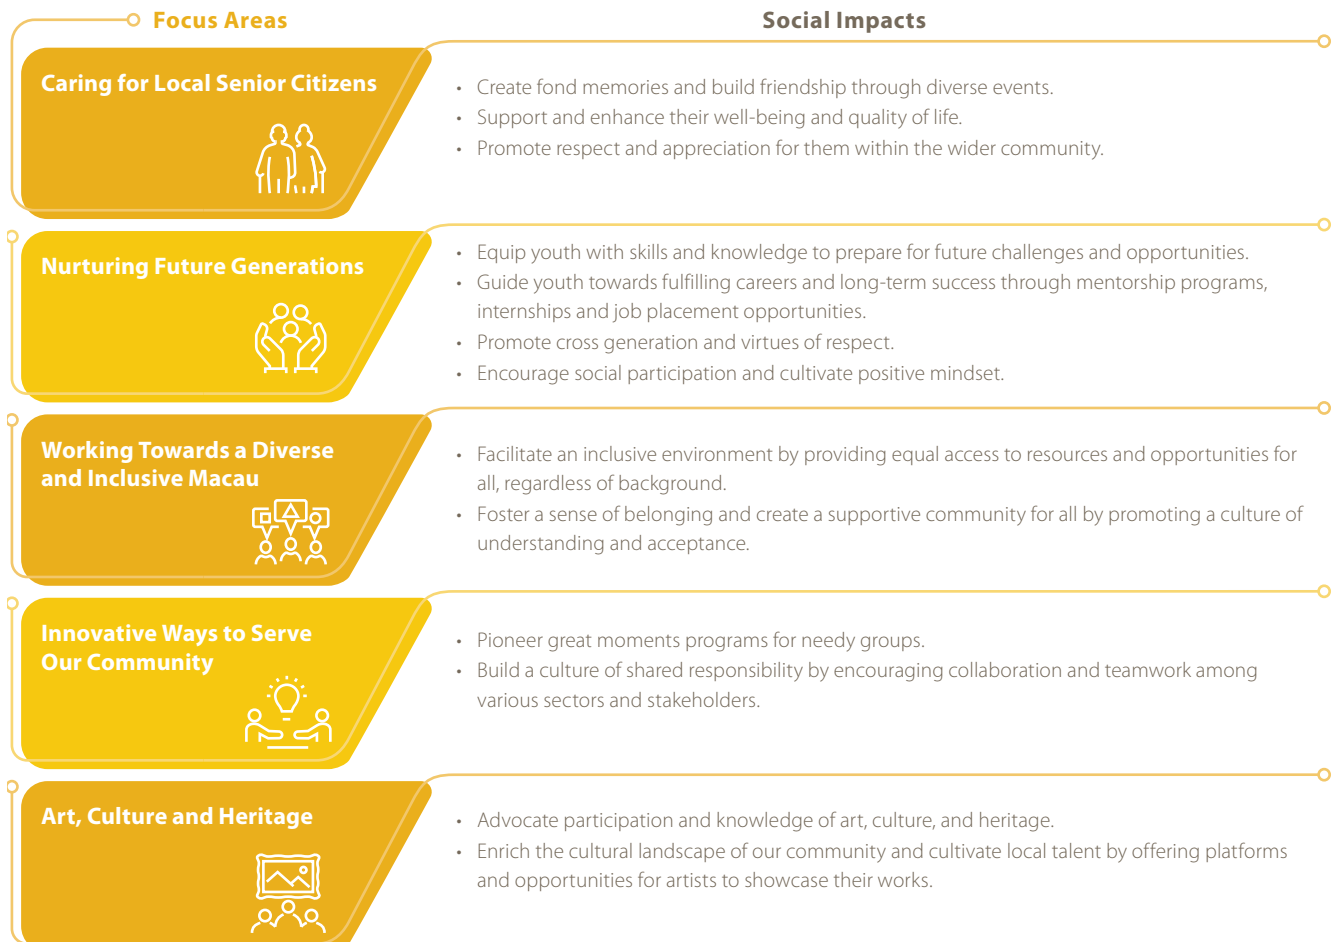 Focus Areas
Social Impacts
Caring for Local Senior Citizens
• Create fond memories and build friendship through diverse events.
• Support and enhance their well-being and quality of life.
• Promote respect and appreciation for them within the wider community.
Nurturing Future Generations
• Equip youth with skills and knowledge to prepare for future challenges and opportunities.
• Guide youth towards fulfilling careers and long-term success through mentorship programs,
internships and job placement opportunities.
• Promote cross generation and virtues of respect.
• Encourage social participation and cultivate positive mindset.
Working Towards a Diverse
and Inclusive Macau
• Facilitate an inclusive environment by providing equal access to resources and opportunities for
all, regardless of background.
• Foster a sense of belonging and create a supportive community for all by promoting a culture of
understanding and acceptance.
Innovative Ways to Serve
Our Community
• Pioneer great moments programs for needy groups.
• Build a culture of shared responsibility by encouraging collaboration and teamwork among
various sectors and stakeholders.
Art, Culture and Heritage
• Advocate participation and knowledge of art, culture, and heritage.
• Enrich the cultural landscape of our community and cultivate local talent by offering platforms
and opportunities for artists to showcase their works.